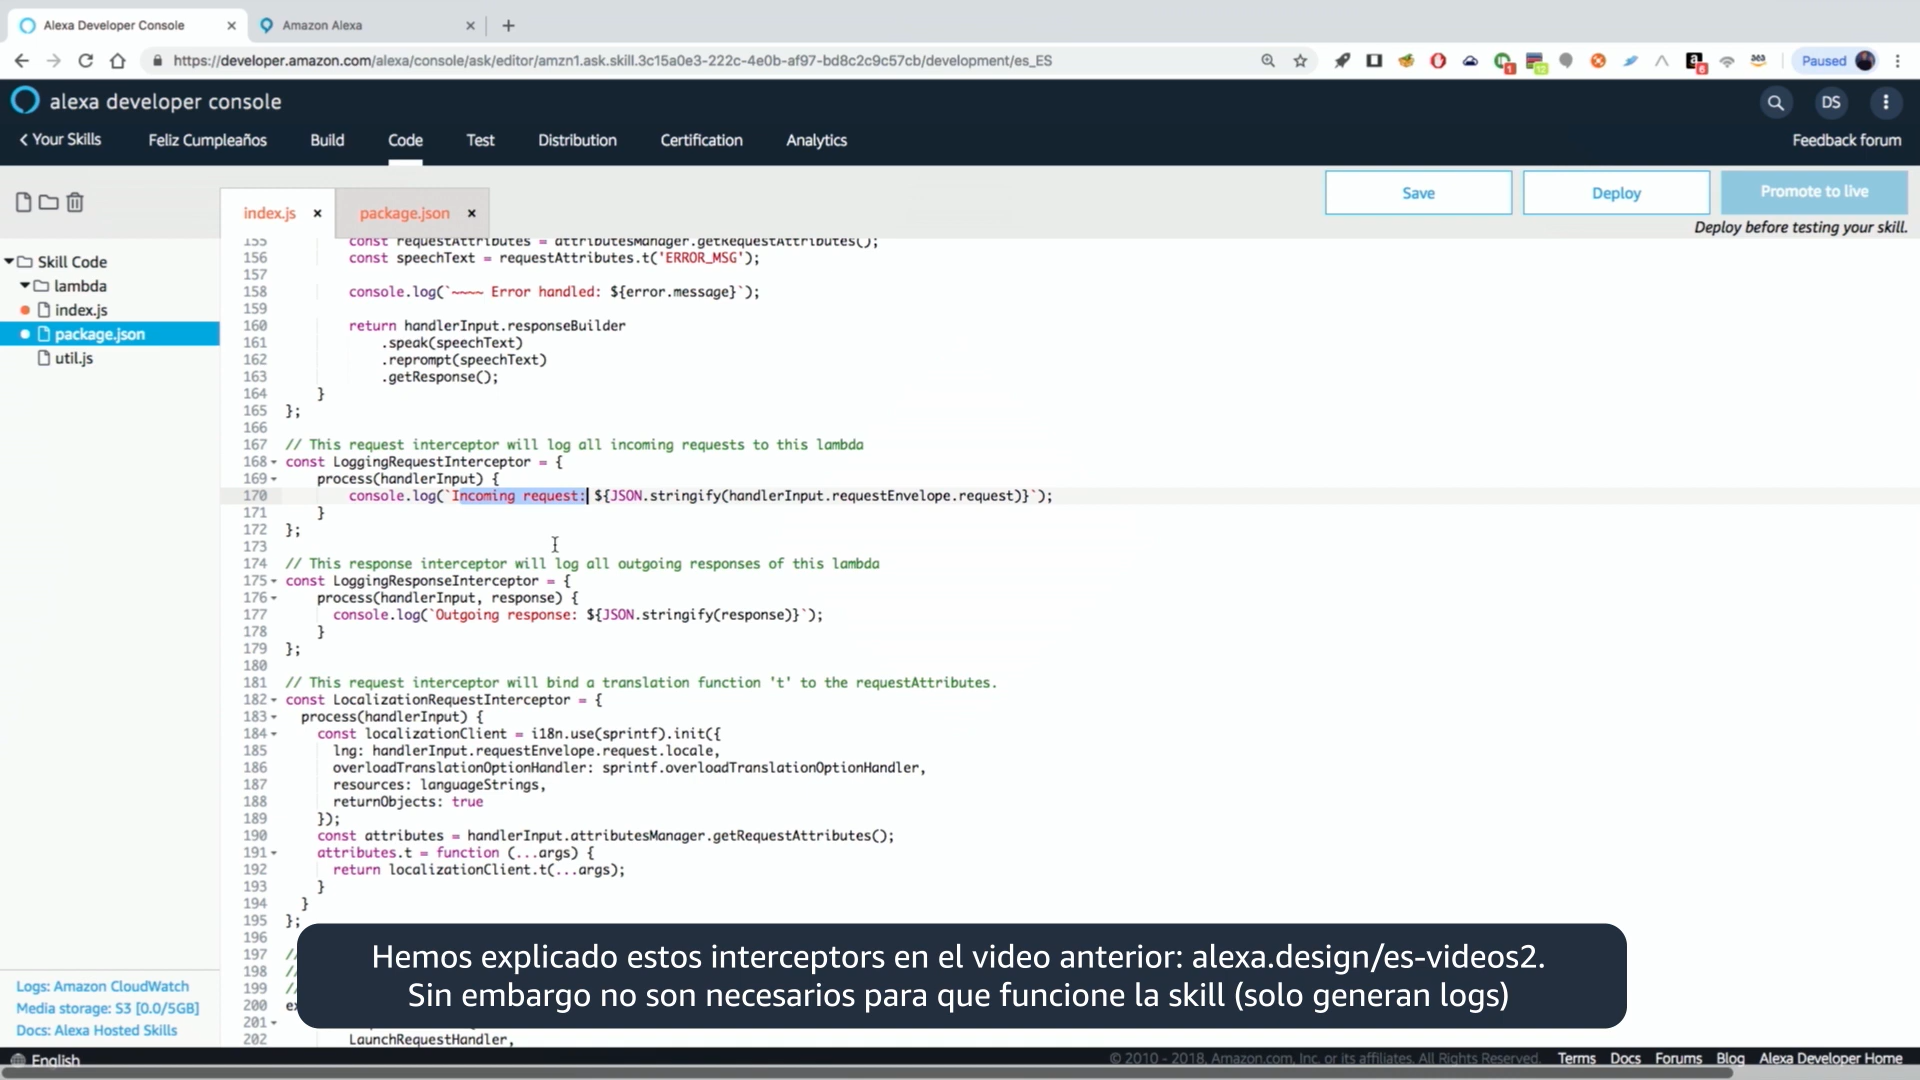 Alexa Developer Console
Amazon Alexa
https://developer.amazon.com/alexa/console/ask/editor/amzn1.ask.skill.3c15a0e3-222c-4e0b-af97-bd8c2c9c57cb/development/es_ES
Paused
alexa developer console
DS
Your Skills
Feliz Cumpleaños
Build
Code
Test
Distribution
Certification
Analytics
Feedback forum
index.js
package.json
Save
Deploy
Promote to live
Deploy before testing your skill.
Skill Code
lambda
index.js
package.json
util.js
155 const requestAttributes = attributesManager.getRequestAttributes();
156 const speechText = requestAttributes.t('ERROR_MSG');
157
158 console.log(`~~~~ Error handled: ${error.message}`);
159
160 return handlerInput.responseBuilder
161 .speak(speechText)
162 .reprompt(speechText)
163 .getResponse();
164 }
165 };
166
167 // This request interceptor will log all incoming requests to this lambda
168 const LoggingRequestInterceptor = {
169 process(handlerInput) {
170 console.log(`Incoming request: ${JSON.stringify(handlerInput.requestEnvelope.request)}`);
171 }
172 };
173
174 // This response interceptor will log all outgoing responses of this lambda
175 const LoggingResponseInterceptor = {
176 process(handlerInput, response) {
177 console.log(`Outgoing response: ${JSON.stringify(response)}`);
178 }
179 };
180
181 // This request interceptor will bind a translation function 't' to the requestAttributes.
182 const LocalizationRequestInterceptor = {
183 process(handlerInput) {
184 const localizationClient = i18n.use(sprintf).init({
185 lng: handlerInput.requestEnvelope.request.locale,
186 overloadTranslationOptionHandler: sprintf.overloadTranslationOptionHandler,
187 resources: languageStrings,
188 returnObjects: true
189 });
190 const attributes = handlerInput.attributesManager.getRequestAttributes();
191 attributes.t = function (...args) {
192 return localizationClient.t(...args);
193 }
194 }
195 };
196
197 //
198 //
199 //
200 ex
201
202 LaunchRequestHandler,
Hemos explicado estos interceptors en el video anterior: alexa.design/es-videos2.
Sin embargo no son necesarios para que funcione la skill (solo generan logs)
Logs: Amazon CloudWatch
Media storage: S3 [0.0/5GB]
Docs: Alexa Hosted Skills
English
© 2010 - 2018, Amazon.com, Inc. or its affiliates. All Rights Reserved.
Terms
Docs
Forums
Blog
Alexa Developer Home